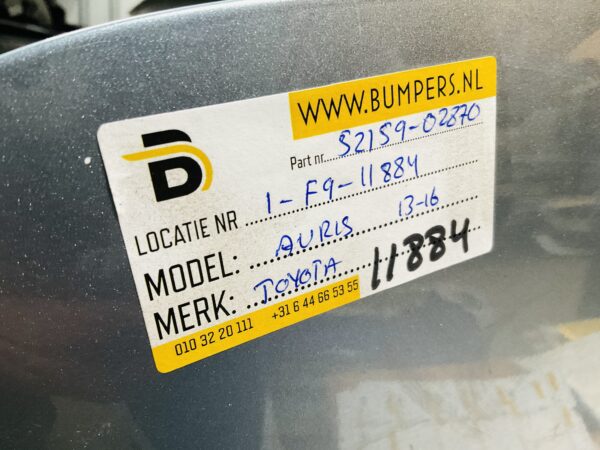 WWW.BUMPERS.NL
B
Part nr. 52159-02870
LOCATIE NR 1-F9-11884
MODEL: AURIS 13-16
MERK: TOYOTA 11884
010 32 20 111 +31 6 44 66 53 55